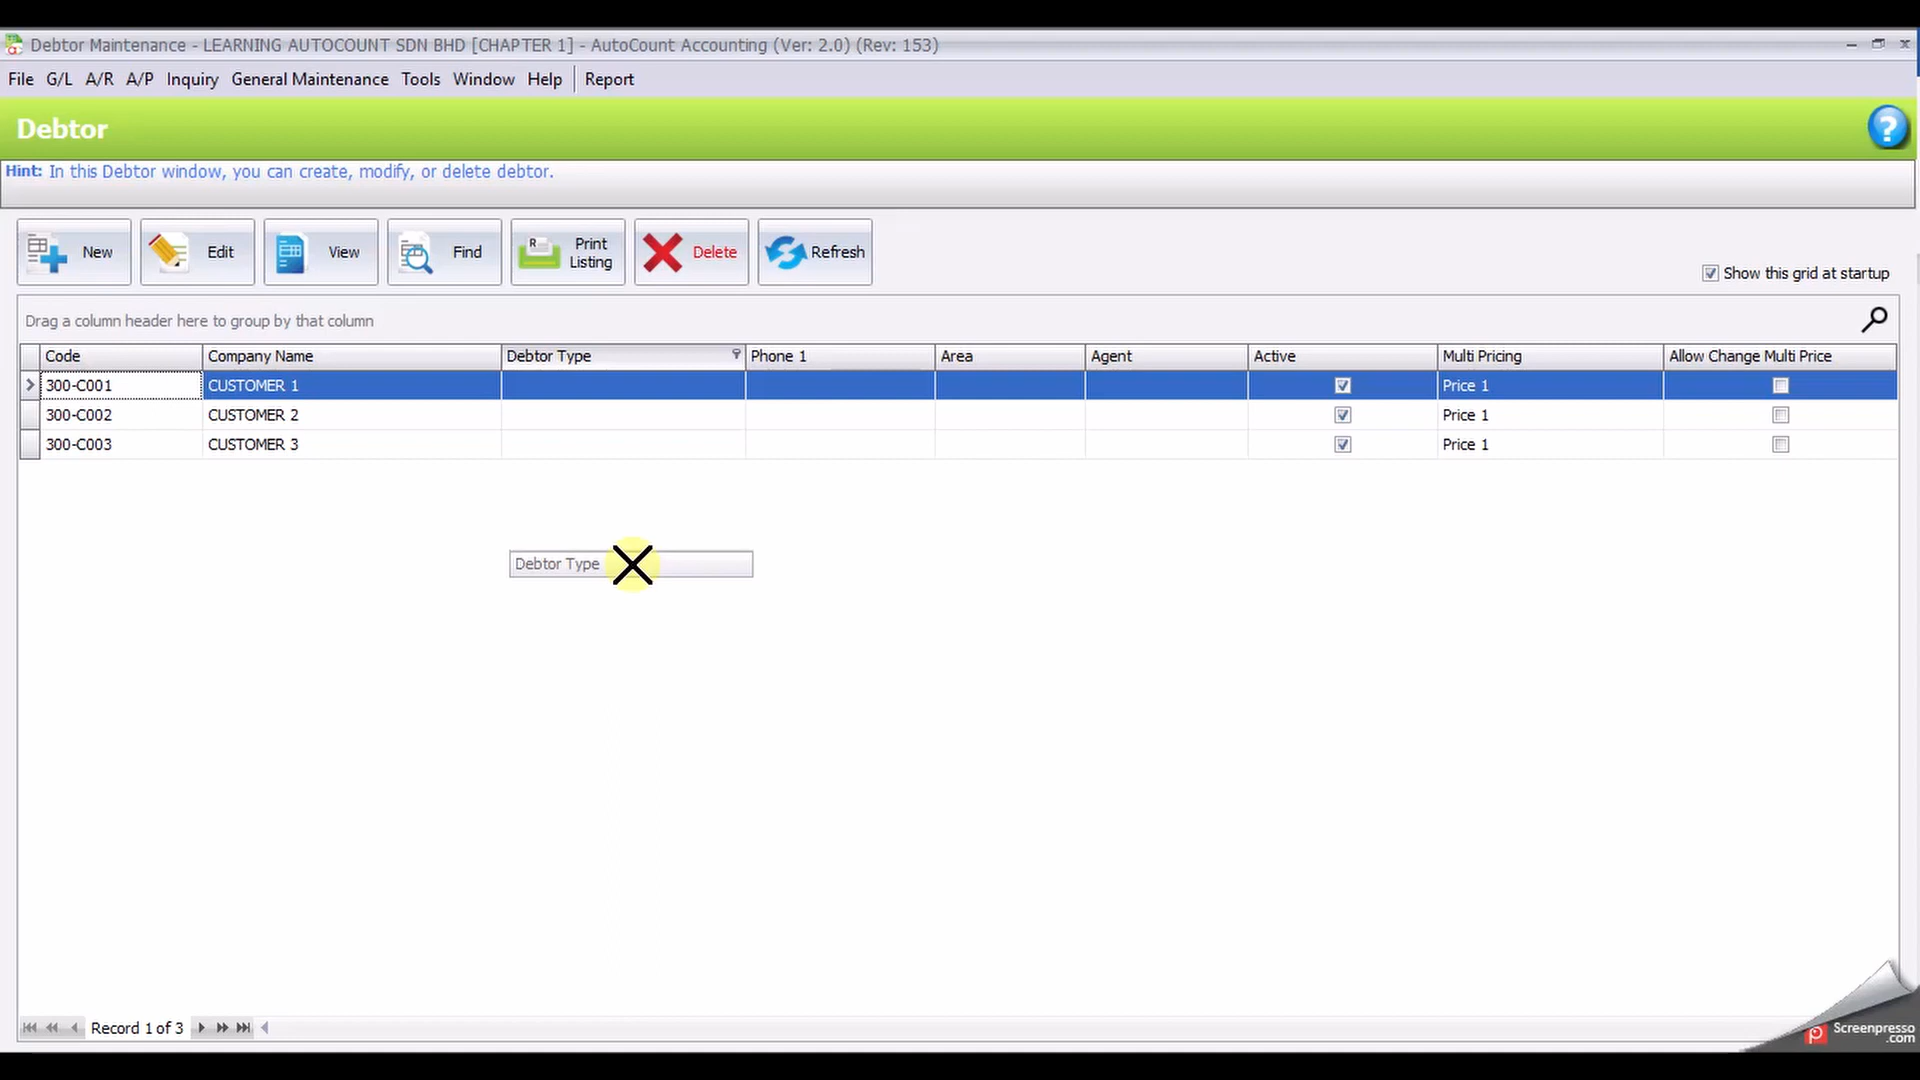 Debtor Maintenance - LEARNING AUTOCOUNT SDN BHD [CHAPTER 1] - AutoCount Accounting (Ver: 2.0) (Rev: 153)
File G/L A/R A/P Inquiry General Maintenance Tools Window Help Report
Debtor
Hint: In this Debtor window, you can create, modify, or delete debtor.
New Edit View Find Print Listing Delete Refresh
Show this grid at startup
Drag a column header here to group by that column
Code Company Name Debtor Type Phone 1 Area Agent Active Multi Pricing Allow Change Multi Price
300-C001 CUSTOMER 1 Price 1
300-C002 CUSTOMER 2 Price 1
300-C003 CUSTOMER 3 Price 1
Debtor Type
Record 1 of 3
Screenpresso
.com